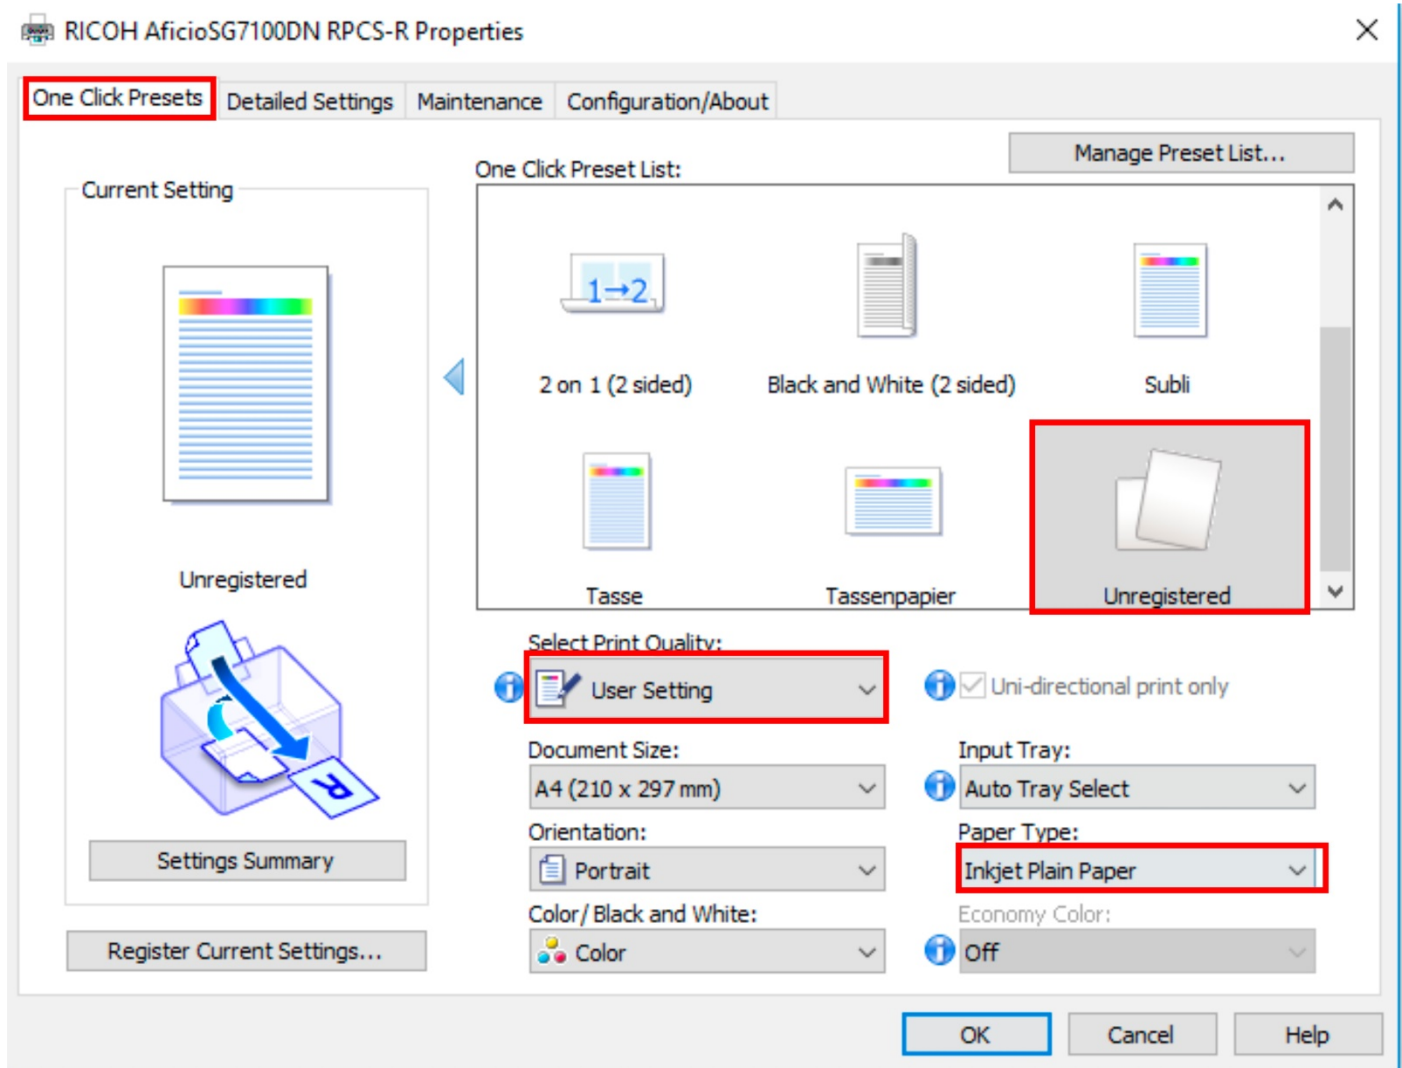 RICOH AficioSG7100DN RPCS-R Properties
One Click Presets
Detailed Settings
Maintenance
Configuration/About
Manage Preset List...
One Click Preset List:
Current Setting
1→2
2 on 1 (2 sided)
Black and White (2 sided)
Subli
Unregistered
Tasse
Tassenpapier
Unregistered
Select Print Quality:
User Setting
Uni-directional print only
Document Size:
Input Tray:
A4 (210 x 297 mm)
Auto Tray Select
Orientation:
Paper Type:
R
Settings Summary
Portrait
Inkjet Plain Paper
Color/ Black and White:
Economy Color:
Register Current Settings...
Color
Off
OK
Cancel
Help